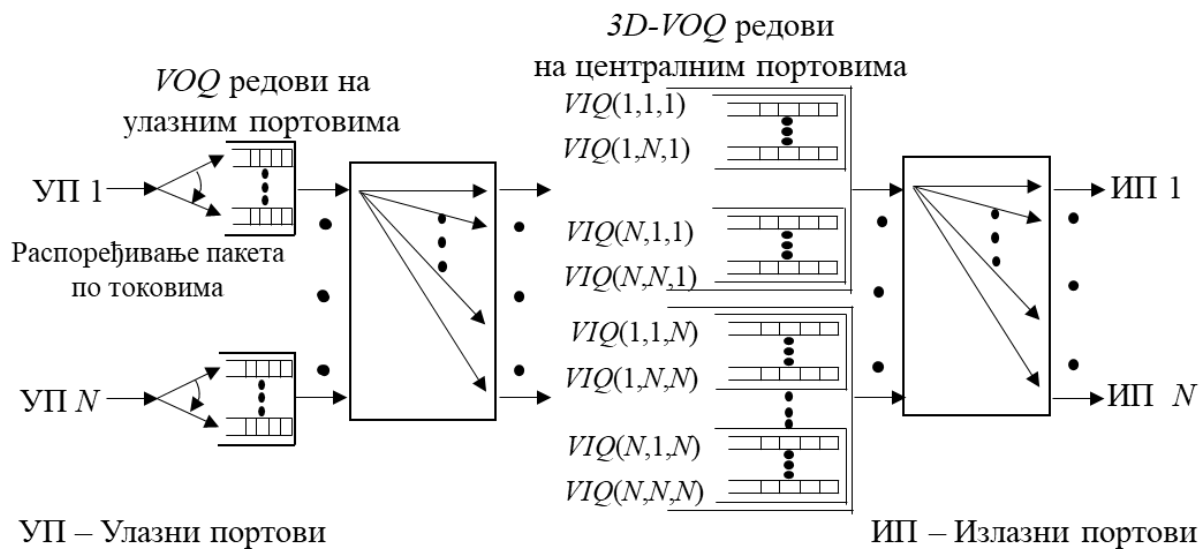 3D-VOQ редови
на централним портовима
VOQ редови на
улазним портовима
VIQ(1,1,1)
VIQ(1,N,1)
УП 1
ИП 1
VIQ(N,1,1)
Распоређивање пакета
по токовима
VIQ(N,N,1)
VIQ(1,1,N)
VIQ(1,N,N)
УП N
ИП N
VIQ(N,1,N)
VIQ(N,N,N)
УП – Улазни портови
ИП – Излазни портови